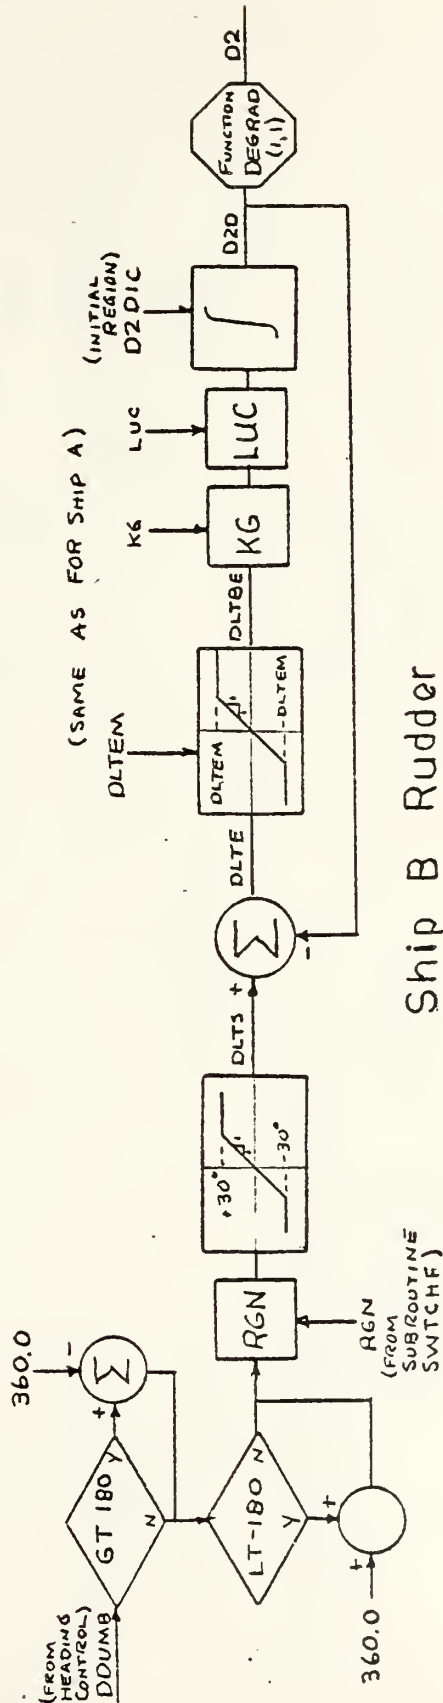 (FROM
HEADING
CONTROL)
DDUMB
GT 180
Y
N
360.0
-
+
Σ
LT-180
N
Y
+
+
360.0
RGN
RGN
(FROM
SUBROUTINE
SWTCHF)
+30°
-30°
DLTS
+
Σ
-
DLTE
DLTEM
DLTEM
-DLTEM
(SAME AS FOR SHIP A)
DLTBE
KG
KG
LUC
LUC
(INITIAL
REGION)
D2DIC
∫
D2D
FUNCTION
DEGRAD
(1,1)
D2
Ship B Rudder